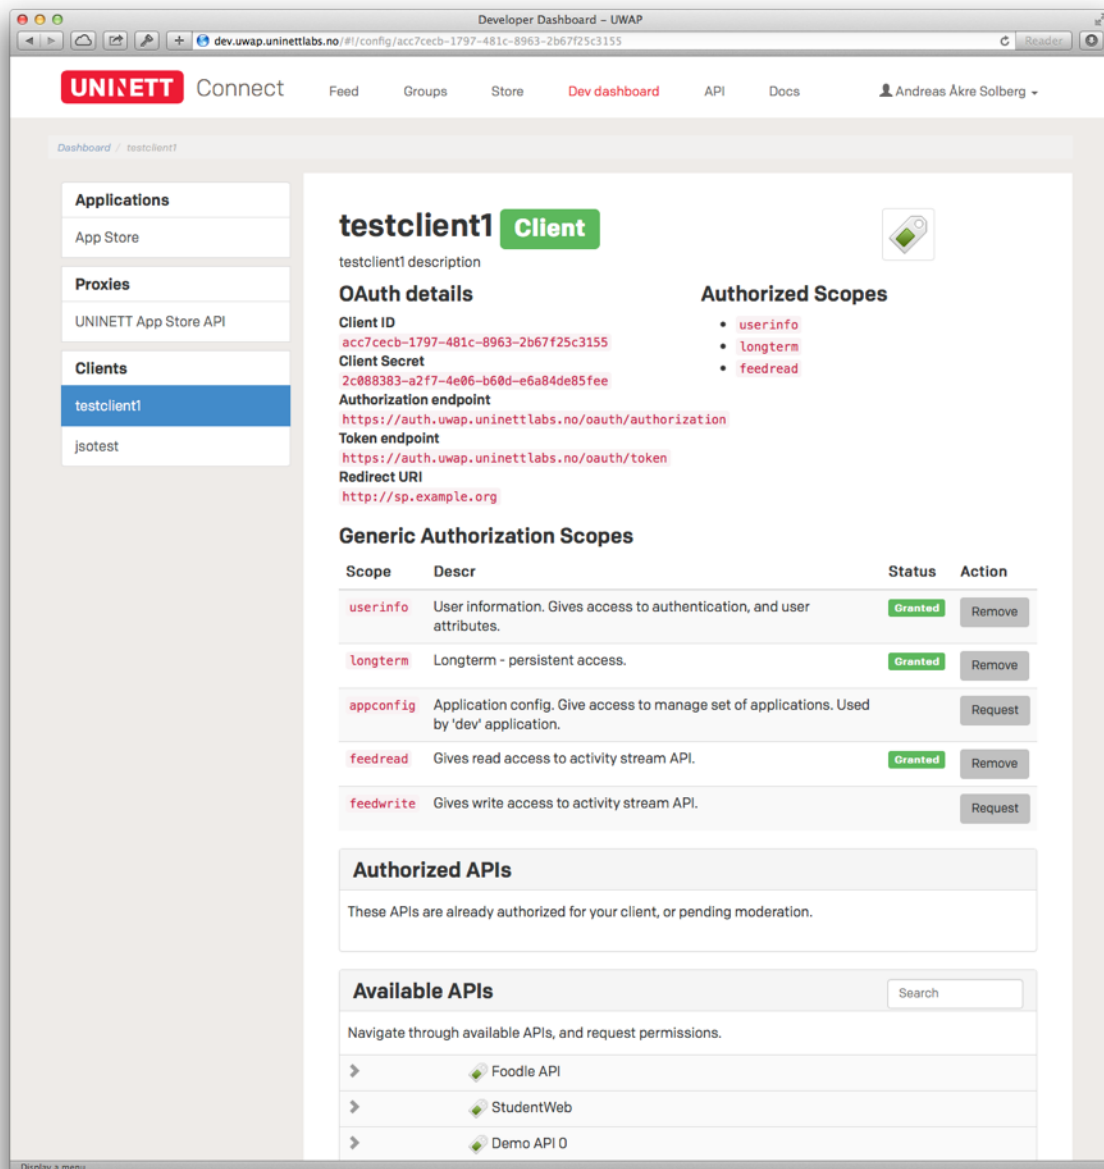 Developer Dashboard – UWAP
dev.uwap.uninettlabs.no/#!/config/acc7cecb-1797-481c-8963-2b67f25c3155
Reader
UNINETT Connect
Feed Groups Store Dev dashboard API Docs Andreas Åkre Solberg
Dashboard / testclient1
Applications
App Store
Proxies
UNINETT App Store API
Clients
testclient1
jsotest
testclient1 Client
testclient1 description
OAuth details
Client ID
acc7cecb-1797-481c-8963-2b67f25c3155
Client Secret
2c088383-a2f7-4e06-b60d-e6a84de85fee
Authorization endpoint
https://auth.uwap.uninettlabs.no/oauth/authorization
Token endpoint
https://auth.uwap.uninettlabs.no/oauth/token
Redirect URI
http://sp.example.org
Authorized Scopes
• userinfo
• longterm
• feedread
Generic Authorization Scopes
Scope Descr Status Action
userinfo User information. Gives access to authentication, and user Granted Remove
attributes.
longterm Longterm - persistent access. Granted Remove
appconfig Application config. Give access to manage set of applications. Used Request
by 'dev' application.
feedread Gives read access to activity stream API. Granted Remove
feedwrite Gives write access to activity stream API. Request
Authorized APIs
These APIs are already authorized for your client, or pending moderation.
Available APIs Search
Navigate through available APIs, and request permissions.
Foodle API
StudentWeb
Demo API 0
Display a menu